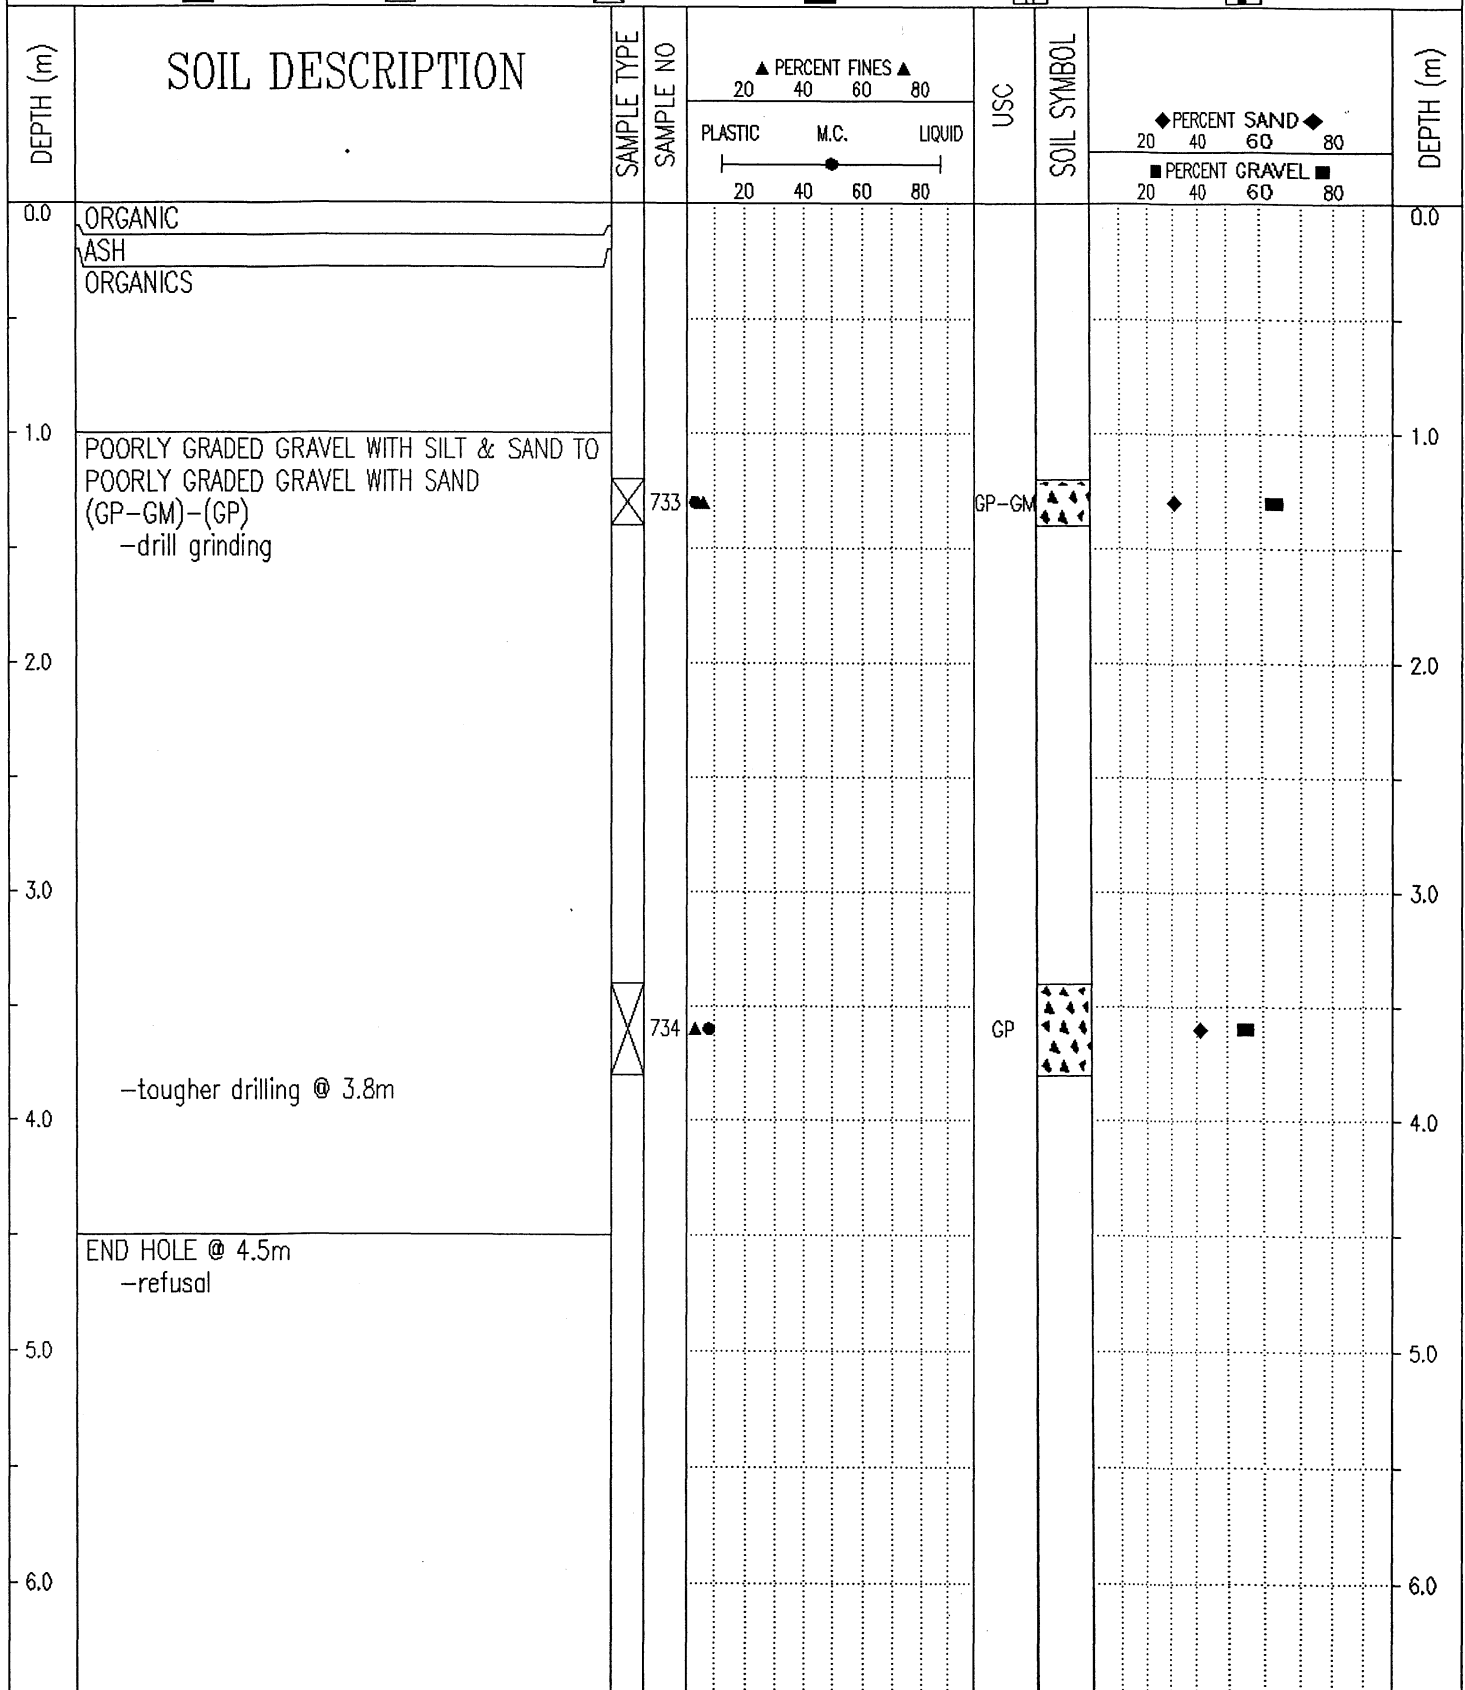 DEPTH (m)
SOIL DESCRIPTION
SAMPLE TYPE
SAMPLE NO
▲ PERCENT FINES ▲
20 40 60 80
PLASTIC M.C. LIQUID
20 40 60 80
USC
SOIL SYMBOL
◆PERCENT SAND◆
20 40 60 80
■PERCENT GRAVEL■
20 40 60 80
DEPTH (m)
0.0 ORGANIC 0.0
ASH
ORGANICS
1.0 1.0
POORLY GRADED GRAVEL WITH SILT & SAND TO
POORLY GRADED GRAVEL WITH SAND
(GP-GM)-(GP) 733 GP-GM
-drill grinding
2.0 2.0
3.0 3.0
734 GP
-tougher drilling @ 3.8m
4.0 4.0
END HOLE @ 4.5m
-refusal
5.0 5.0
6.0 6.0